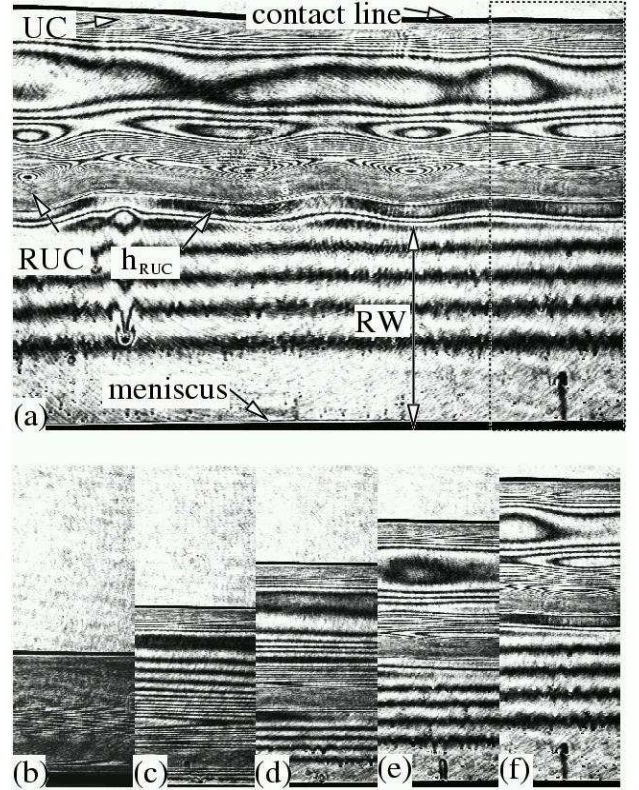 contact line
UC
RUC
h_RUC
RW
meniscus
(a)
(b) (c) (d) (e) (f)